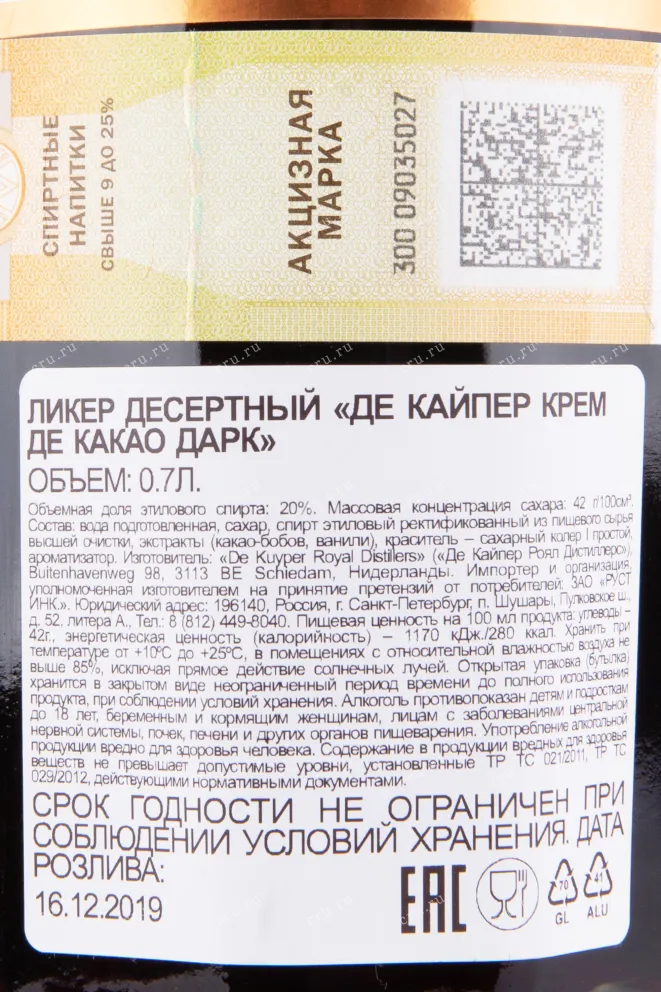 СПИРТНЫЕ
НАПИТКИ
СВЫШЕ 9 ДО 25%
АКЦИЗНАЯ
МАРКА
300 09035027
ЛИКЕР ДЕСЕРТНЫЙ «ДЕ КАЙПЕР КРЕМ
ДЕ КАКАО ДАРК»
ОБЪЕМ: 0.7Л.
Объемная доля этилового спирта: 20%. Массовая концентрация сахара: 42 г/100см³.
Состав: вода подготовленная, сахар, спирт этиловый ректификованный из пищевого сырья
высшей очистки, экстракты (какао-бобов, ванили), краситель – сахарный колер I простой,
ароматизатор. Изготовитель: «De Kuyper Royal Distillers» («Де Кайпер Роял Дистиллерс»),
Buitenhavenweg 98, 3113 BE Schiedam, Нидерланды. Импортер и организация,
уполномоченная изготовителем на принятие претензий от потребителей: ЗАО «РУСТ
ИНК.». Юридический адрес: 196140, Россия, г. Санкт-Петербург, п. Шушары, Пулковское ш.,
д. 52, литера А., Тел.: 8 (812) 449-8040. Пищевая ценность на 100 мл продукта: углеводы –
42г., энергетическая ценность (калорийность) – 1170 кДж./280 ккал. Хранить при
температуре от +10°С до +25°С, в помещениях с относительной влажностью воздуха не
выше 85%, исключая прямое действие солнечных лучей. Открытая упаковка (бутылка)
хранится в закрытом виде неограниченный период времени до полного использования
продукта, при соблюдении условий хранения. Алкоголь противопоказан детям и подросткам
до 18 лет, беременным и кормящим женщинам, лицам с заболеваниями центральной
нервной системы, почек, печени и других органов пищеварения. Употребление алкогольной
продукции вредно для здоровья человека. Содержание в продукции вредных для здоровья
веществ не превышает допустимые уровни, установленные ТР ТС 021/2011, ТР ТС
029/2012, действующими нормативными документами.
СРОК ГОДНОСТИ НЕ ОГРАНИЧЕН ПРИ
СОБЛЮДЕНИИ УСЛОВИЙ ХРАНЕНИЯ. ДАТА
РОЗЛИВА:
16.12.2019
EAC
70
GL
41
ALU